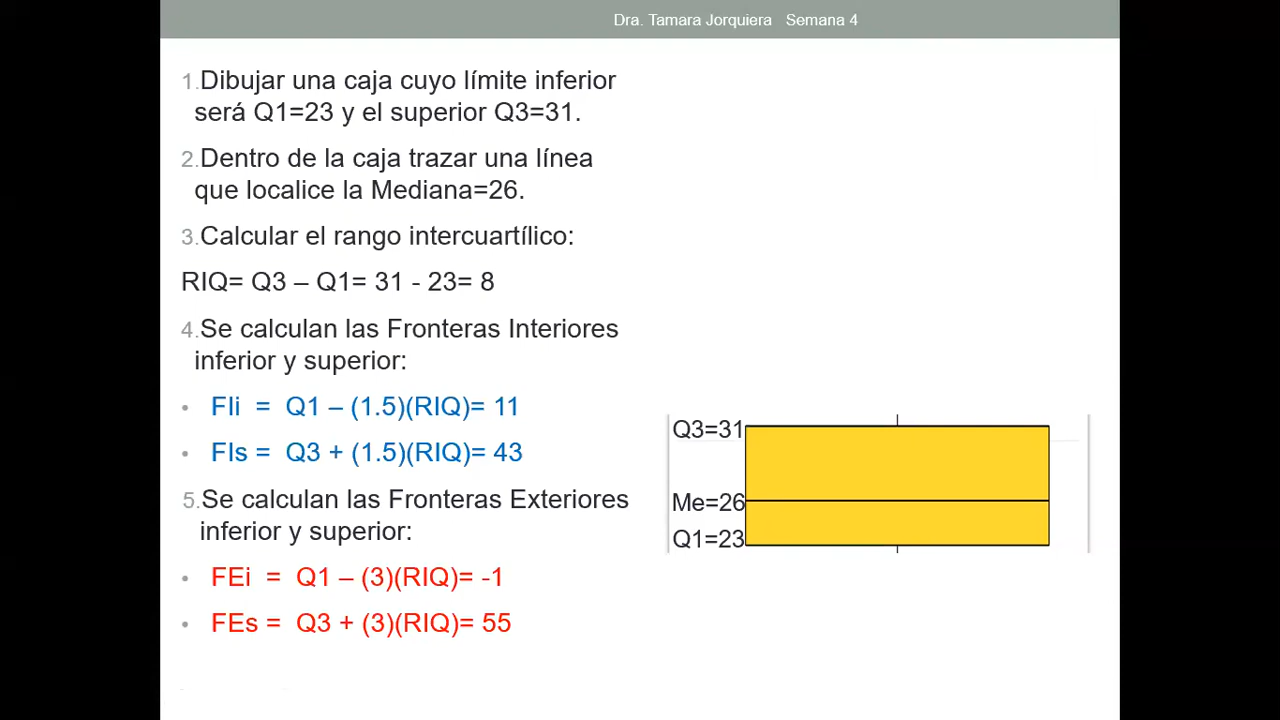 Dra. Tamara Jorquiera Semana 4
1.Dibujar una caja cuyo límite inferior
será Q1=23 y el superior Q3=31.
2.Dentro de la caja trazar una línea
que localice la Mediana=26.
3.Calcular el rango intercuartílico:
RIQ= Q3 – Q1= 31 - 23= 8
4.Se calculan las Fronteras Interiores
inferior y superior:
• FIi = Q1 – (1.5)(RIQ)= 11
• FIs = Q3 + (1.5)(RIQ)= 43
5.Se calculan las Fronteras Exteriores
inferior y superior:
• FEi = Q1 – (3)(RIQ)= -1
• FEs = Q3 + (3)(RIQ)= 55
Q3=31
Me=26
Q1=23